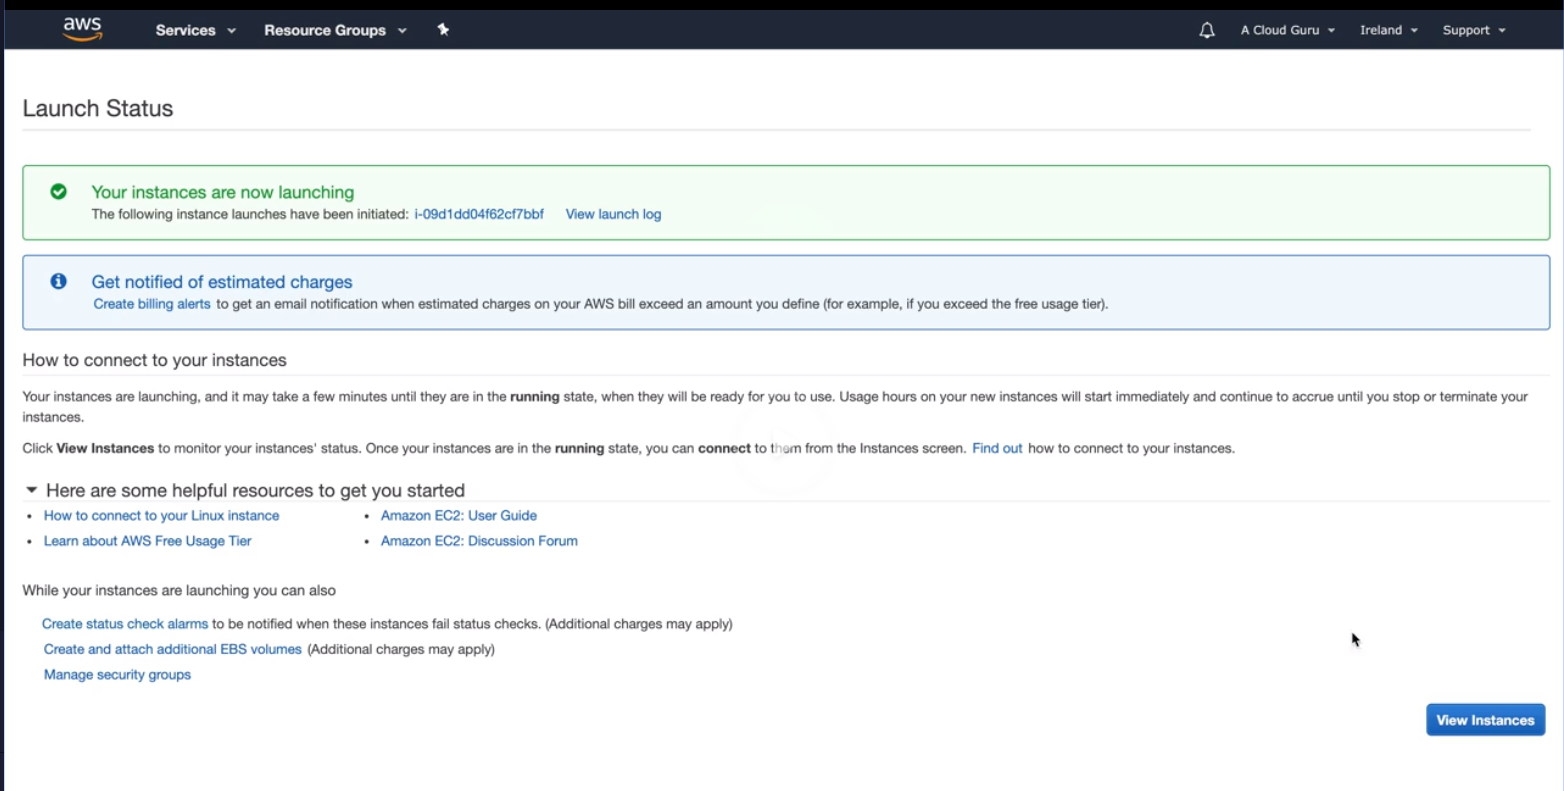 aws Services Resource Groups A Cloud Guru Ireland Support
Launch Status
Your instances are now launching
The following instance launches have been initiated: i-09d1dd04f62cf7bbf View launch log
Get notified of estimated charges
Create billing alerts to get an email notification when estimated charges on your AWS bill exceed an amount you define (for example, if you exceed the free usage tier).
How to connect to your instances
Your instances are launching, and it may take a few minutes until they are in the running state, when they will be ready for you to use. Usage hours on your new instances will start immediately and continue to accrue until you stop or terminate your
instances.
Click View Instances to monitor your instances' status. Once your instances are in the running state, you can connect to them from the Instances screen. Find out how to connect to your instances.
Here are some helpful resources to get you started
• How to connect to your Linux instance • Amazon EC2: User Guide
• Learn about AWS Free Usage Tier • Amazon EC2: Discussion Forum
While your instances are launching you can also
Create status check alarms to be notified when these instances fail status checks. (Additional charges may apply)
Create and attach additional EBS volumes (Additional charges may apply)
Manage security groups
View Instances